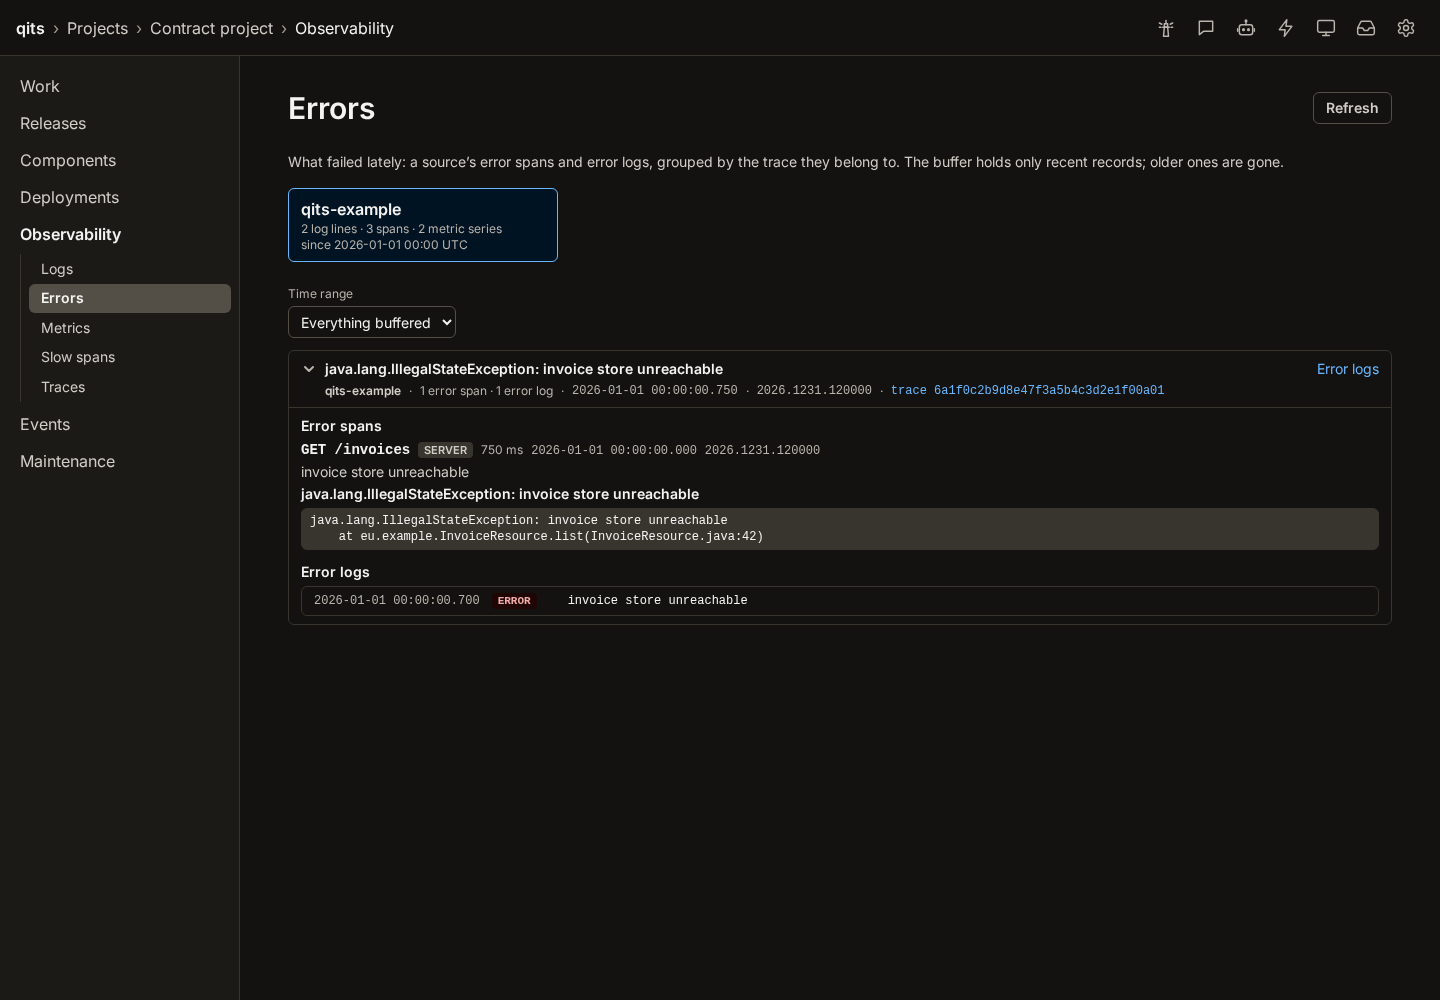 qits › Projects › Contract project › Observability
Work
Releases
Components
Deployments
Observability
Logs
Errors
Metrics
Slow spans
Traces
Events
Maintenance
Errors
Refresh
What failed lately: a source’s error spans and error logs, grouped by the trace they belong to. The buffer holds only recent records; older ones are gone.
qits-example
2 log lines · 3 spans · 2 metric series
since 2026-01-01 00:00 UTC
Time range
Everything buffered
java.lang.IllegalStateException: invoice store unreachable
Error logs
qits-example · 1 error span · 1 error log · 2026-01-01 00:00:00.750 · 2026.1231.120000 · trace 6a1f0c2b9d8e47f3a5b4c3d2e1f00a01
Error spans
GET /invoices SERVER 750 ms 2026-01-01 00:00:00.000 2026.1231.120000
invoice store unreachable
java.lang.IllegalStateException: invoice store unreachable
java.lang.IllegalStateException: invoice store unreachable
at eu.example.InvoiceResource.list(InvoiceResource.java:42)
Error logs
2026-01-01 00:00:00.700 ERROR invoice store unreachable